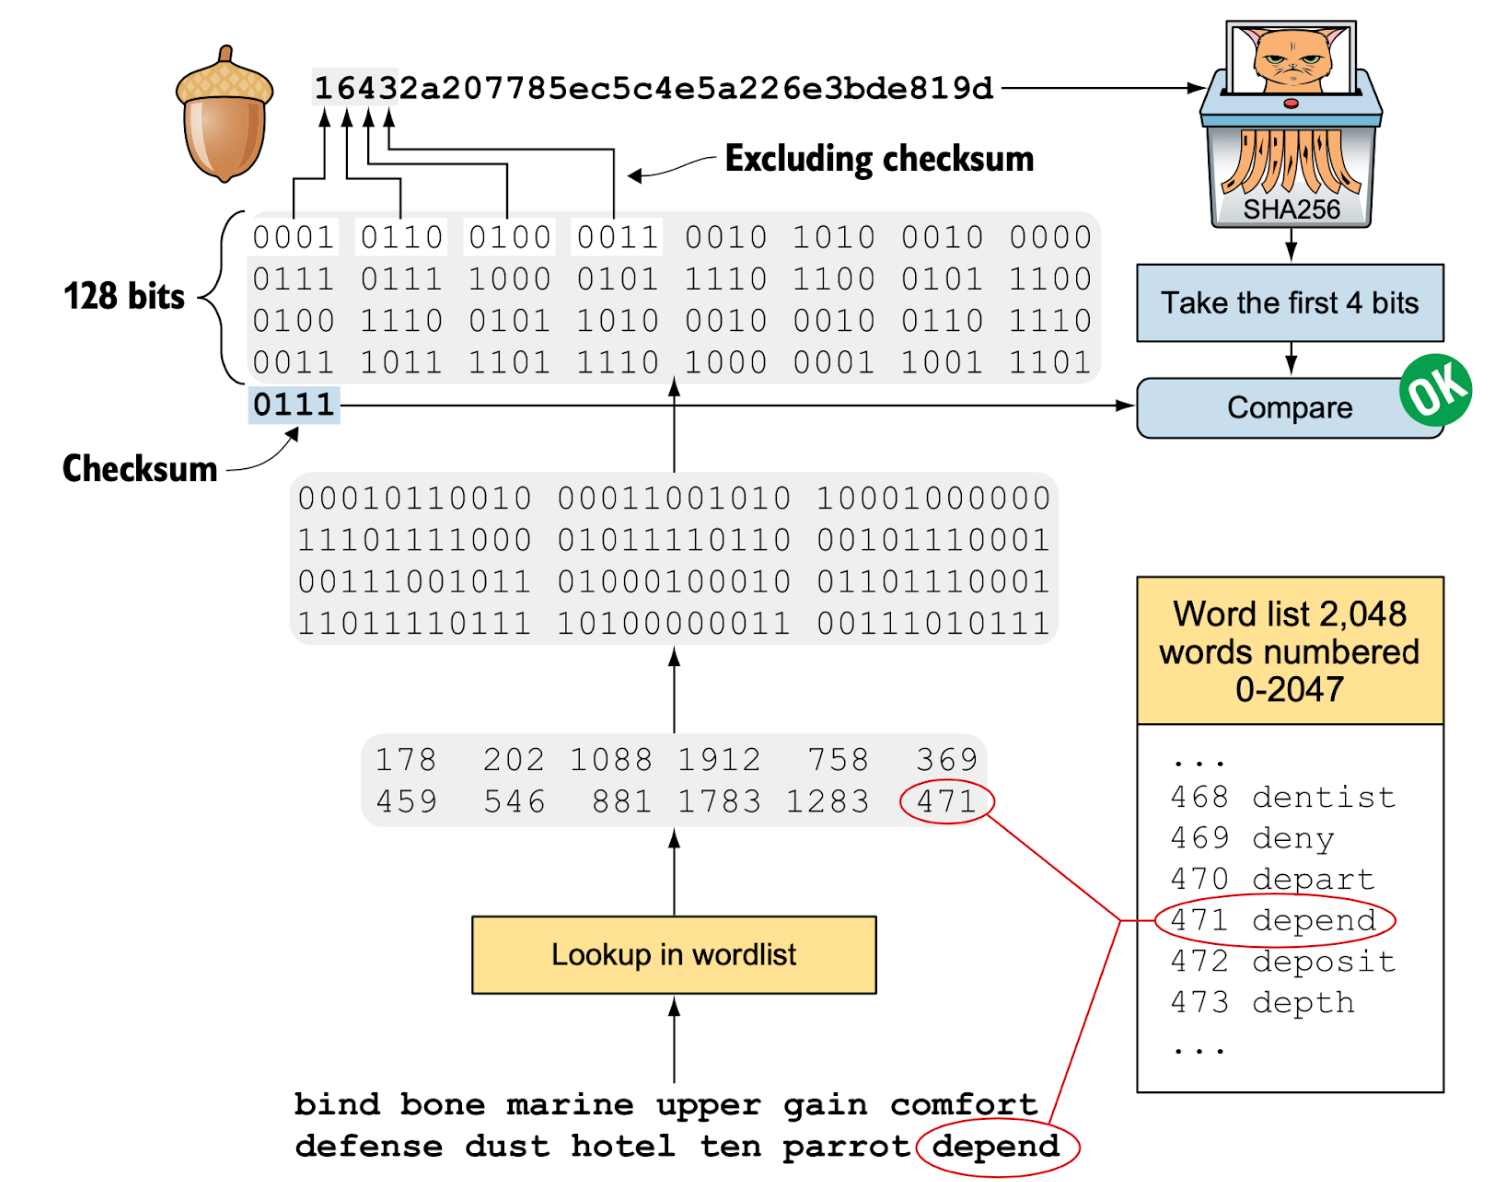 16432a207785ec5c4e5a226e3bde819d
Excluding checksum
SHA256
0001 0110 0100 0011 0010 1010 0010 0000
0111 0111 1000 0101 1110 1100 0101 1100
0100 1110 0101 1010 0010 0010 0110 1110
0011 1011 1101 1110 1000 0001 1001 1101
128 bits
0111
Checksum
Take the first 4 bits
Compare
OK
00010110010 00011001010 10001000000
11101111000 01011110110 00101110001
00111001011 01000100010 01101110001
11011110111 10100000011 00111010111
178 202 1088 1912 758 369
459 546 881 1783 1283 471
Lookup in wordlist
bind bone marine upper gain comfort
defense dust hotel ten parrot depend
Word list 2,048
words numbered
0-2047
...
468 dentist
469 deny
470 depart
471 depend
472 deposit
473 depth
...